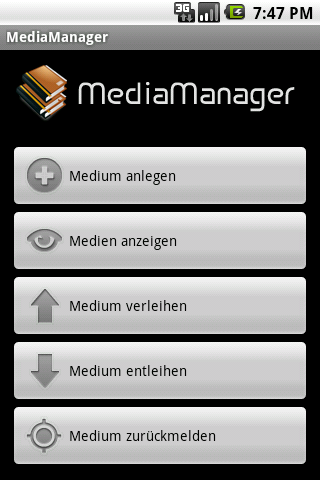 3G 7:47 PM
MediaManager
MediaManager
Medium anlegen
Medien anzeigen
Medium verleihen
Medium entleihen
Medium zurückmelden